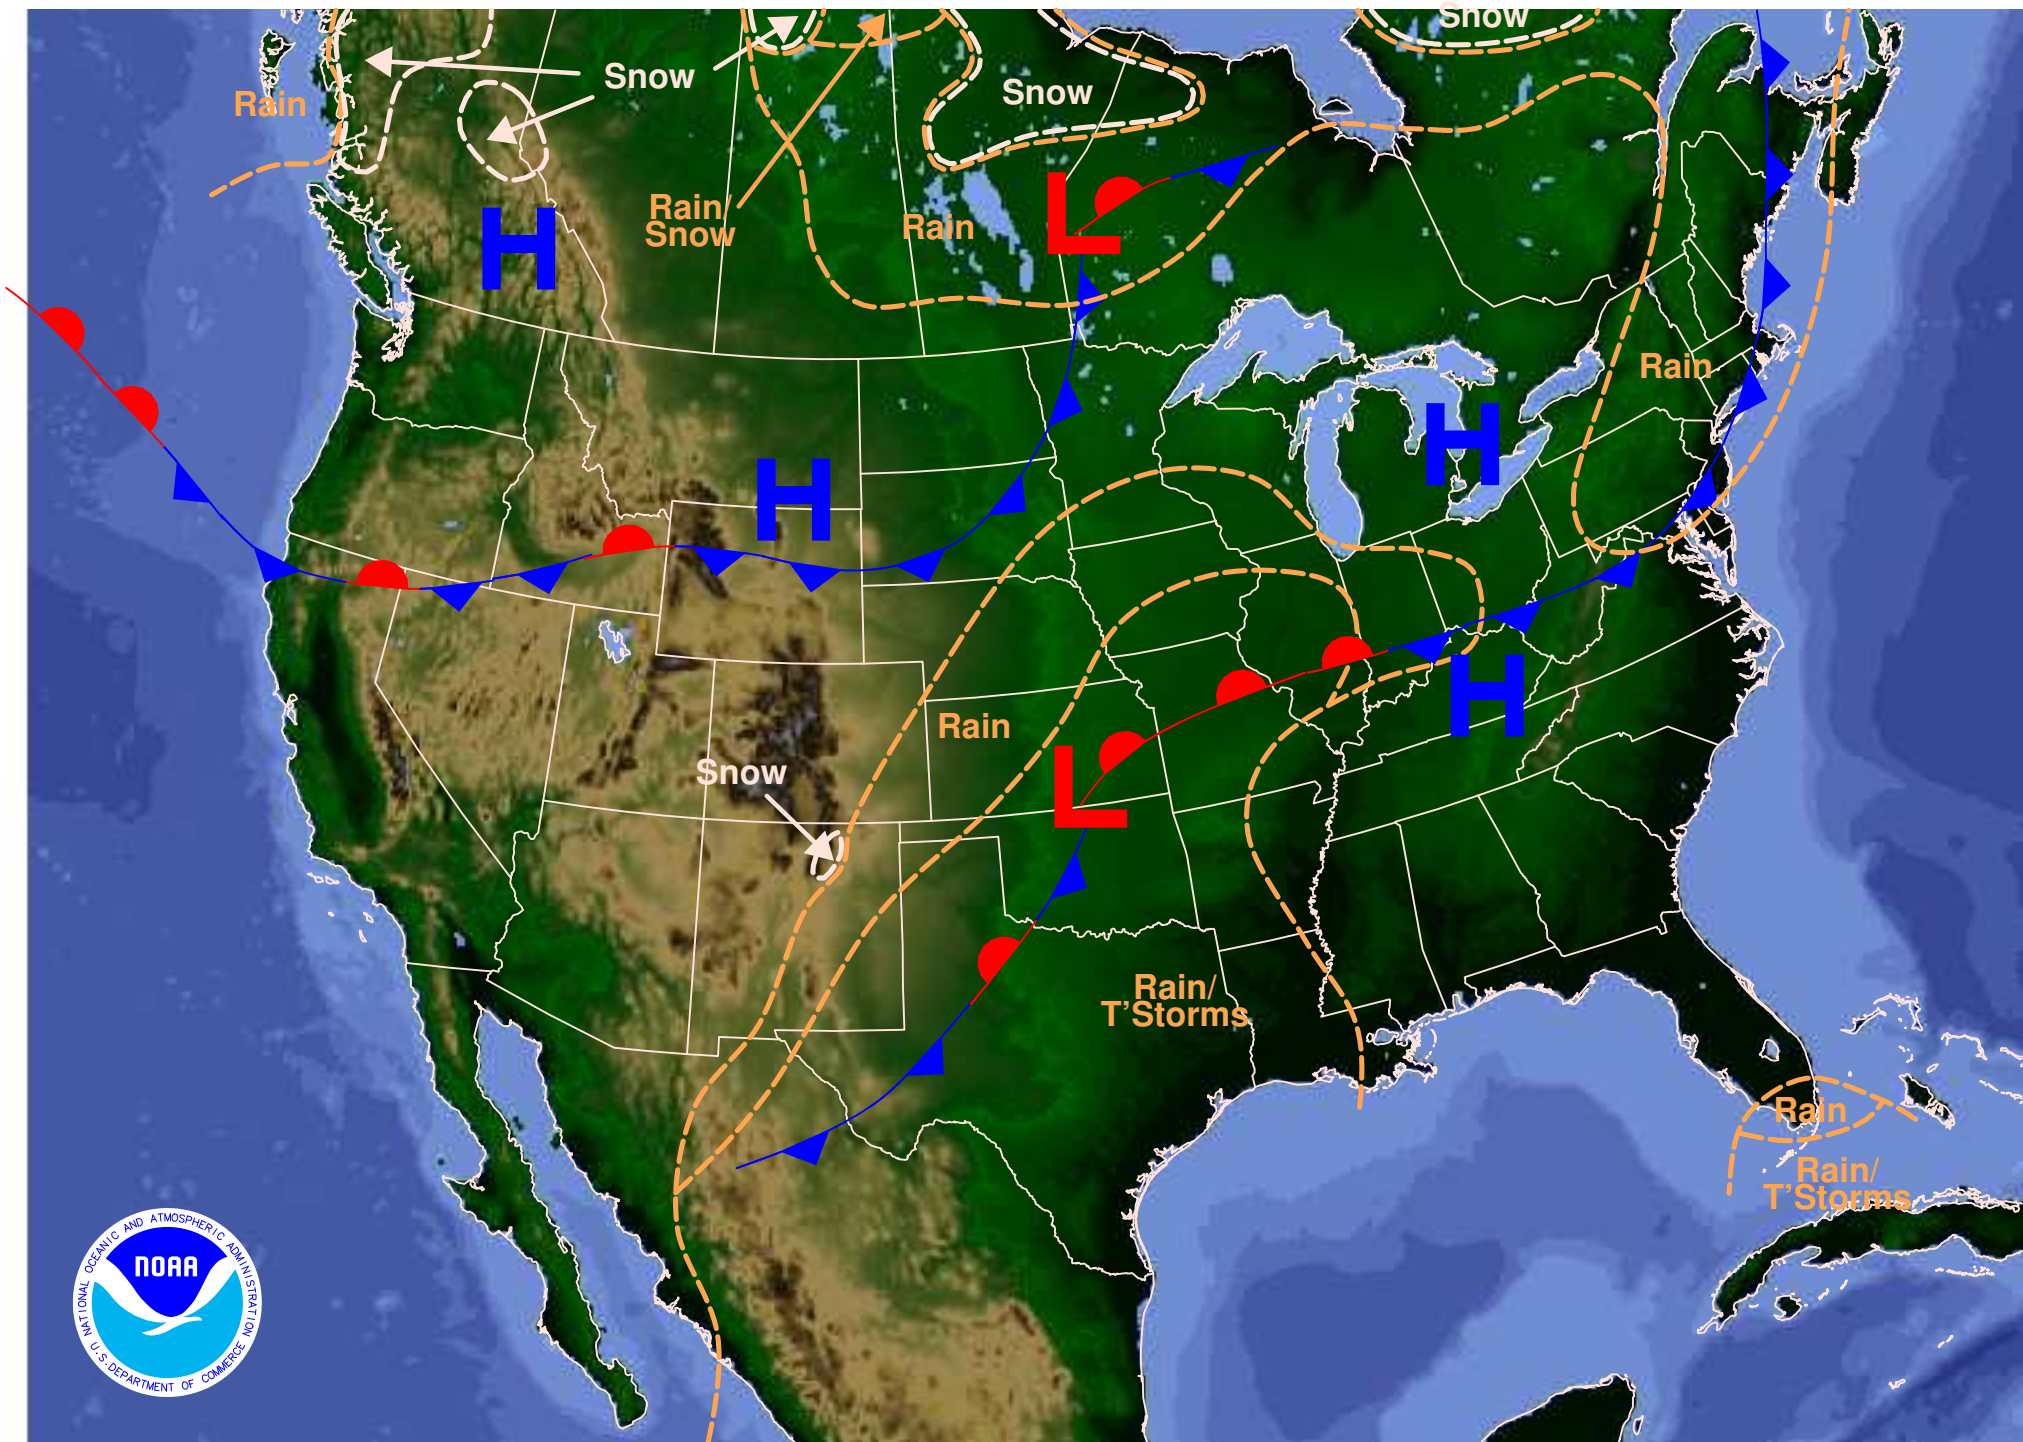 Snow
Snow
Snow
Rain
Rain/
Snow
Rain
H
L
Rain
H
H
H
L
Rain
Snow
Rain/
T'Storms
Rain
Rain/
T'Storms
NATIONAL OCEANIC AND ATMOSPHERIC ADMINISTRATION
NOAA
U.S. DEPARTMENT OF COMMERCE